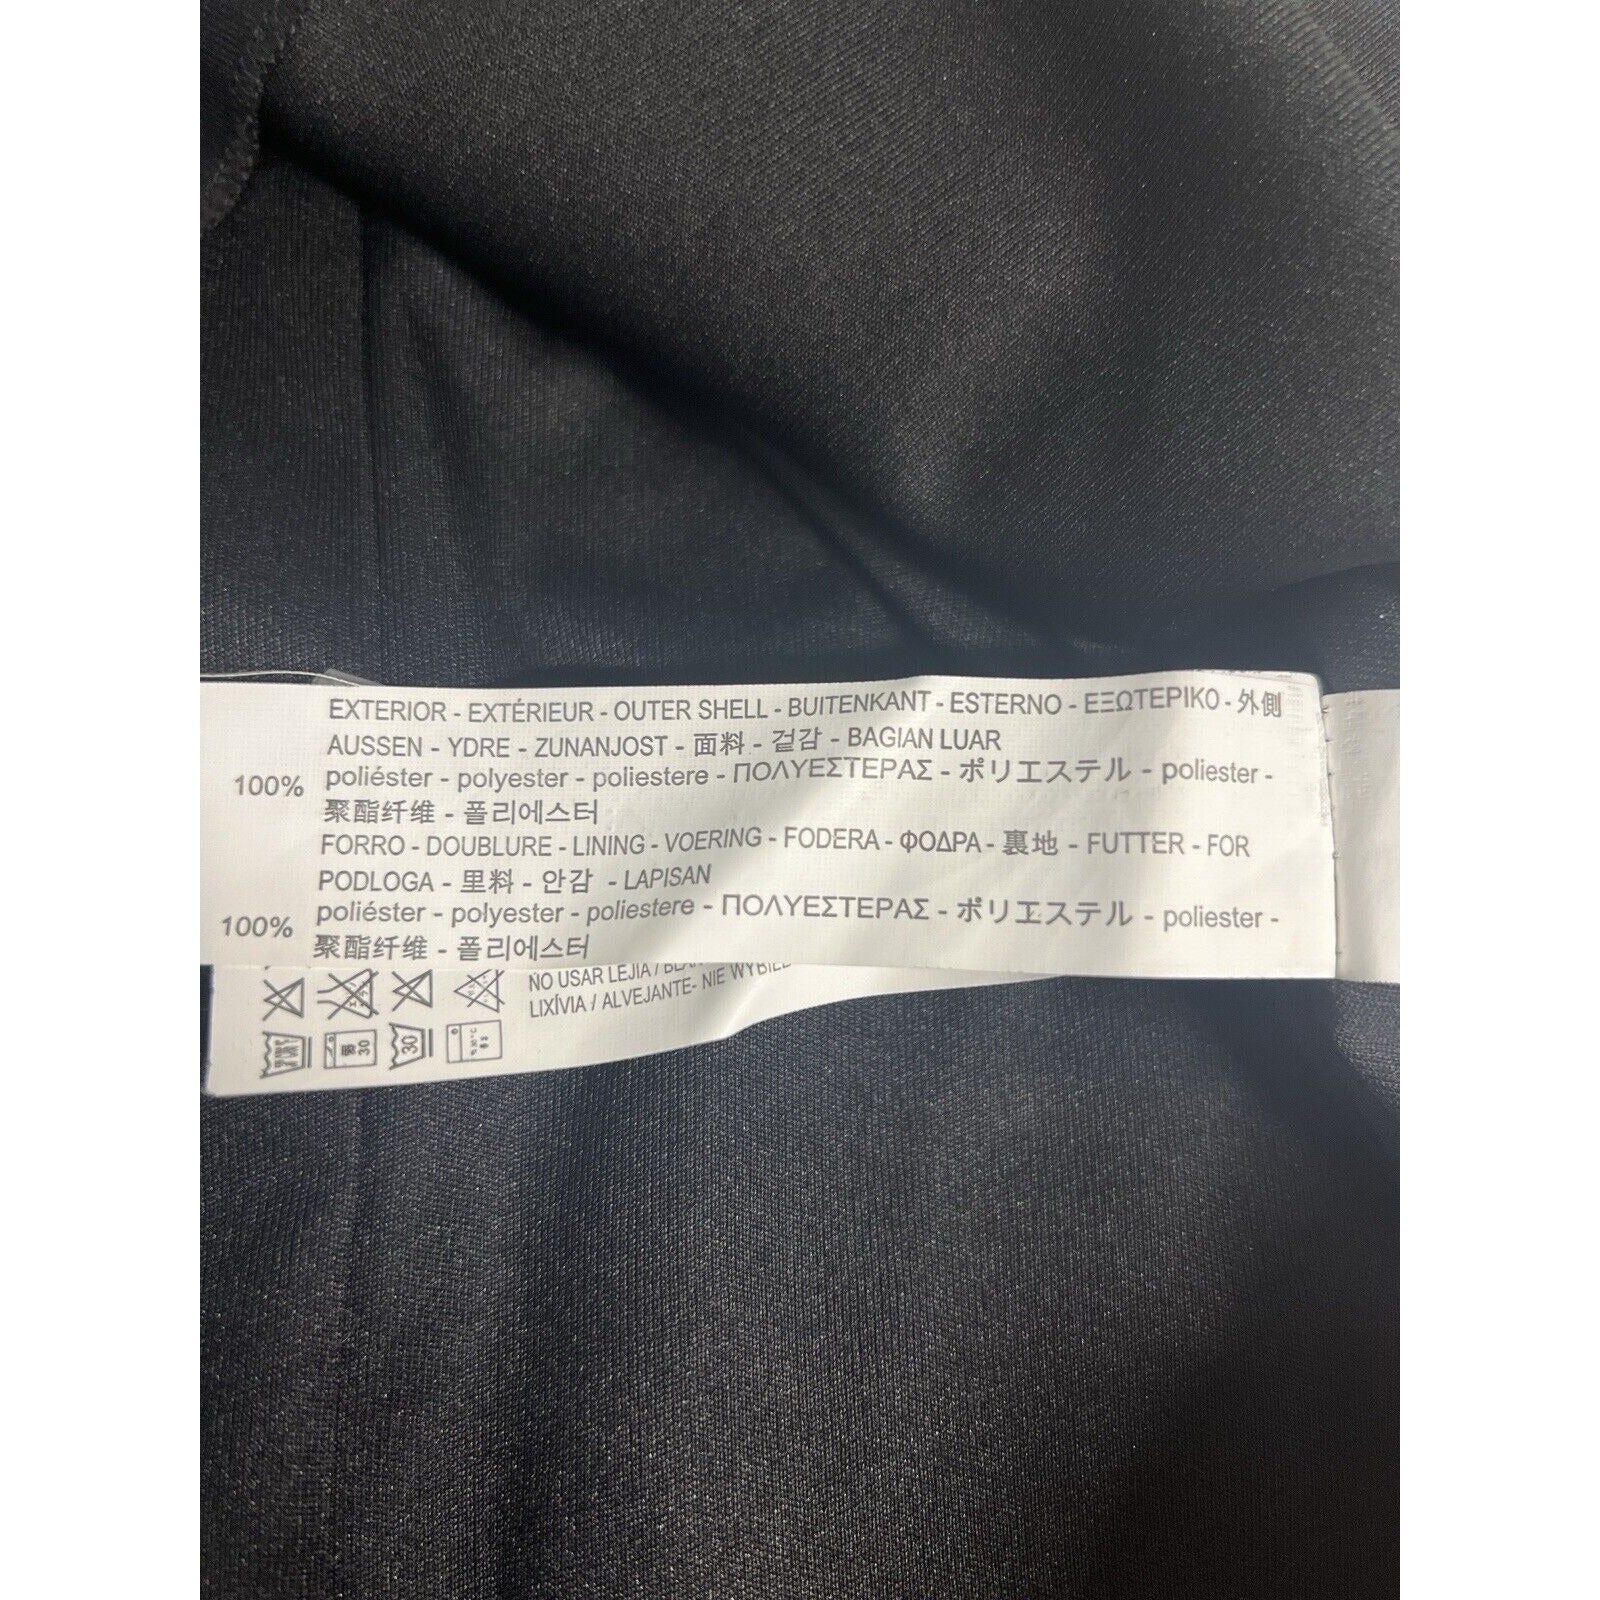 EXTERIOR - EXTÉRIEUR - OUTER SHELL - BUITENKANT - ESTERNO - ΕΞΩΤΕΡΙΚΟ - 外側
AUSSEN - YDRE - ZUNANJOST - 面料 - 겉감 - BAGIAN LUAR
100% poliéster - polyester - poliestere - ΠΟΛΥΕΣΤΕΡΑΣ - ポリエステル - poliester -
聚酯纤维 - 폴리에스터
FORRO - DOUBLURE - LINING - VOERING - FODERA - ΦΟΔΡΑ - 裏地 - FUTTER - FOR
PODLOGA - 里料 - 안감 - LAPISAN
100% poliéster - polyester - poliestere - ΠΟΛΥΕΣΤΕΡΑΣ - ポリエステル - poliester -
聚酯纤维 - 폴리에스터
NO USAR LEJIA /
LIXÍVIA / ALVEJANTE- NIE
30 30